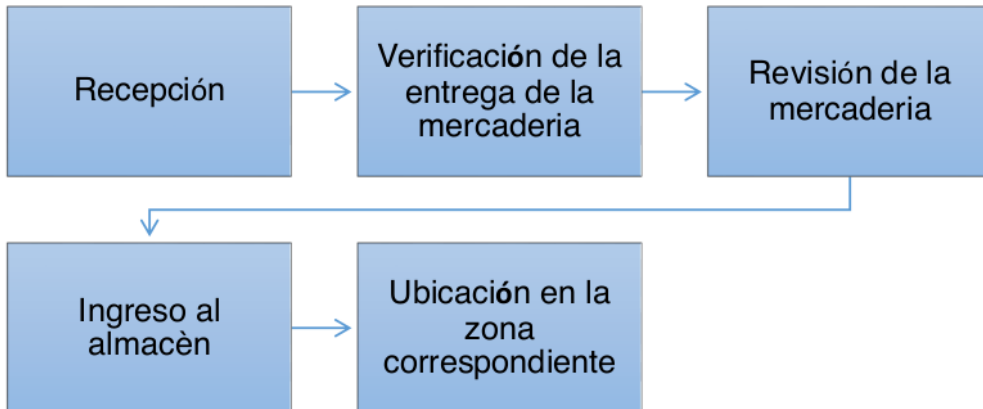 Recepción
Verificación de la
entrega de la
mercaderia
Revisión de la
mercaderia
Ingreso al
almacèn
Ubicación en la
zona
correspondiente